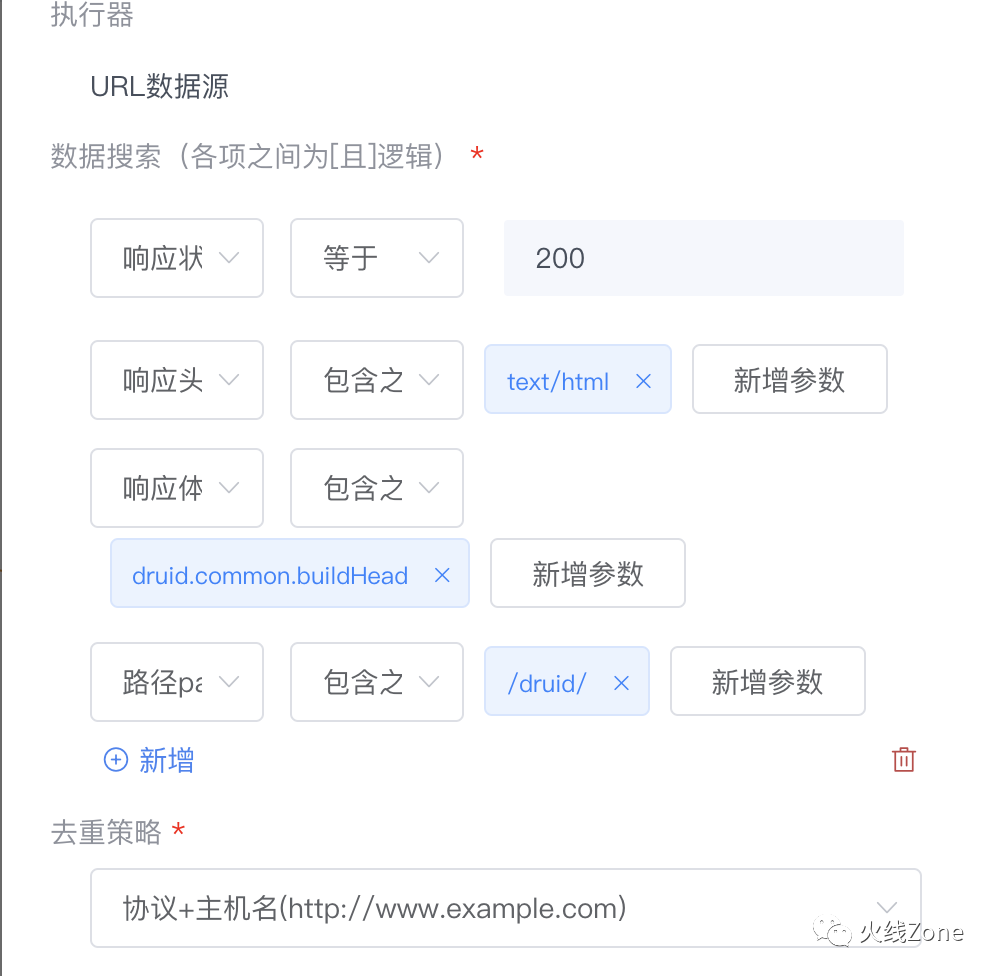 执行器
URL数据源
数据搜索（各项之间为[且]逻辑） *
响应状 等于 200
响应头 包含之 text/html × 新增参数
响应体 包含之
druid.common.buildHead × 新增参数
路径pa 包含之 /druid/ × 新增参数
新增
去重策略 *
协议+主机名(http://www.example.com)
火线Zone